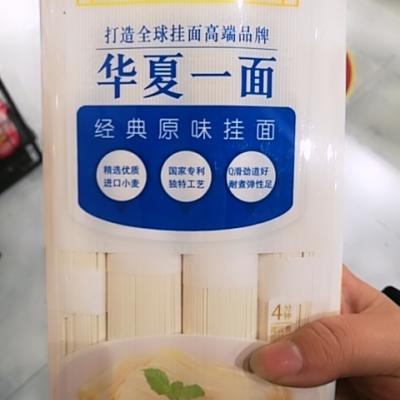 打造全球挂面高端品牌
华夏一面
经典原味挂面
精选优质
进口小麦
国家专利
独特工艺
Q滑劲道好
耐煮弹性足
4分钟